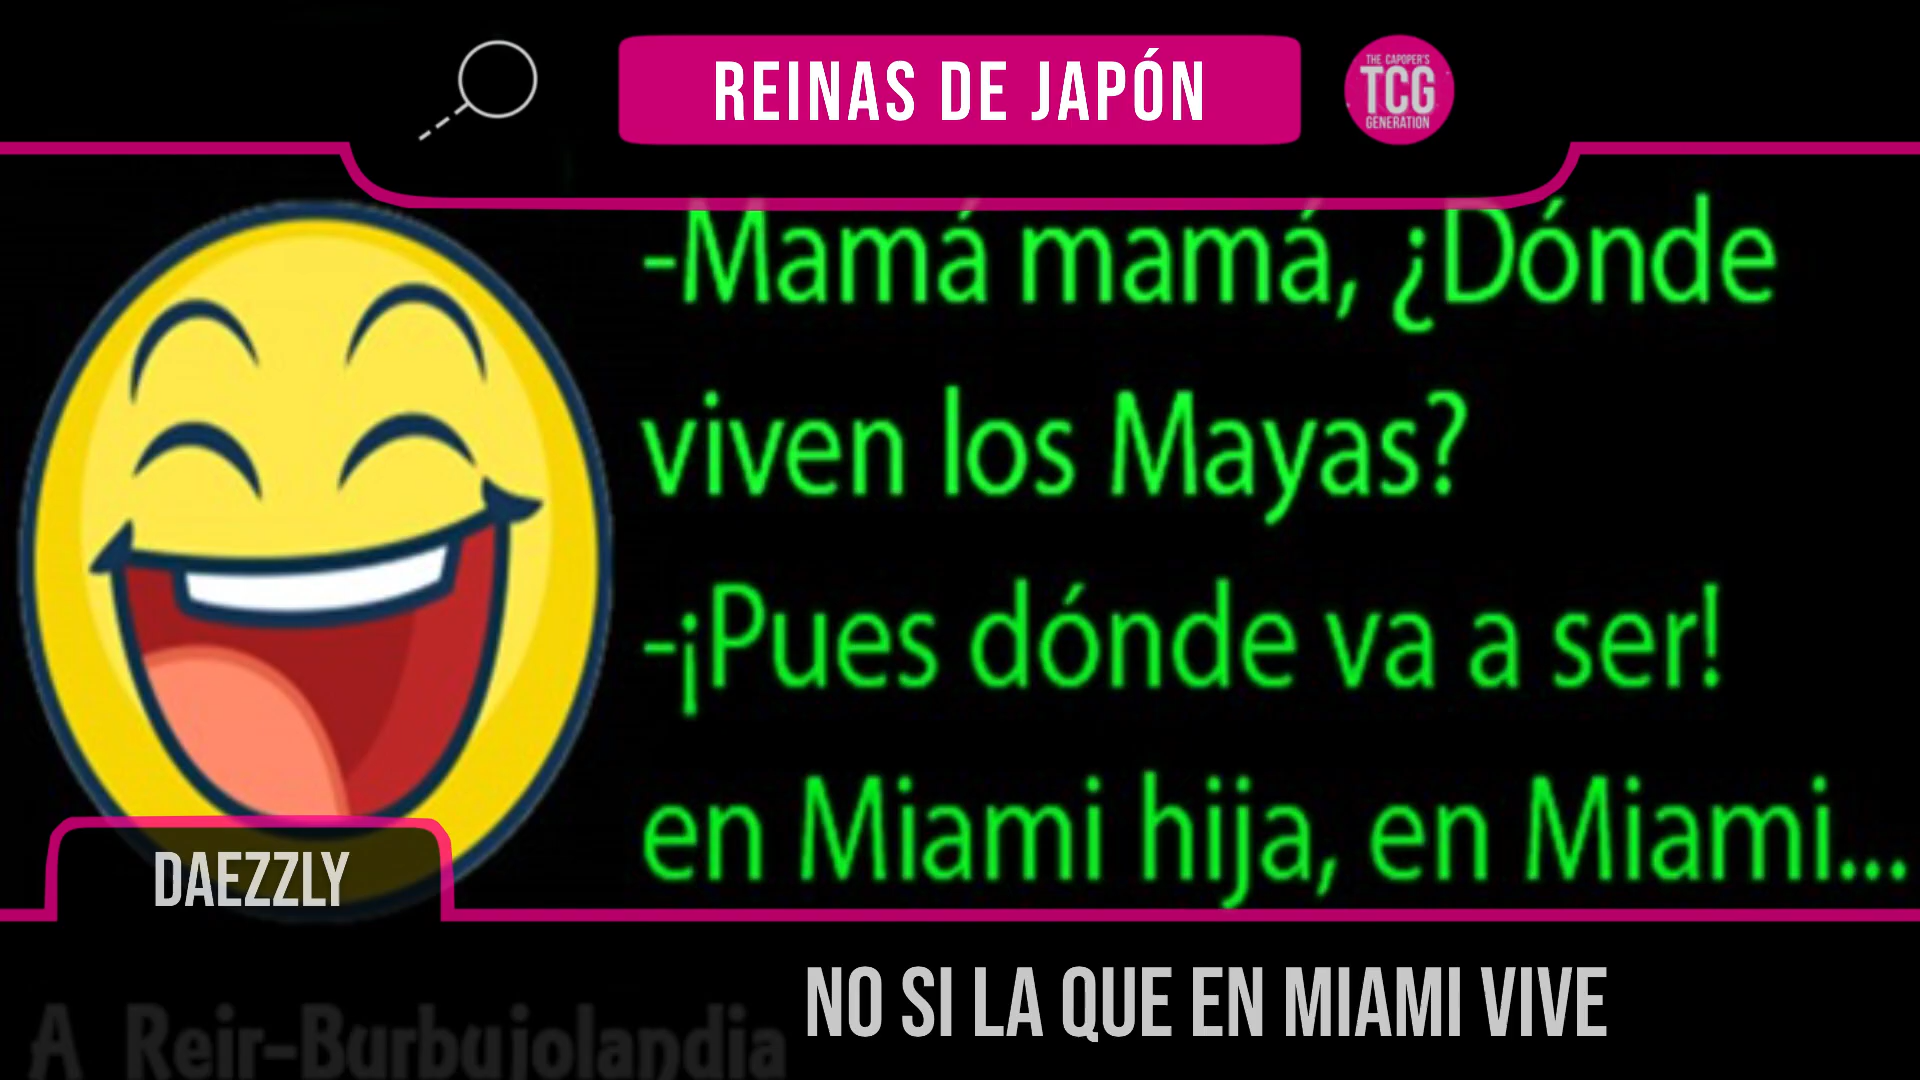 REINAS DE JAPÓN
THE CAPOPER'S
TCG
GENERATION
-Mamá mamá, ¿Dónde
viven los Mayas?
-¡Pues dónde va a ser!
en Miami hija, en Miami...
DAEZZLY
NO SI LA QUE EN MIAMI VIVE
A Reir-Burbujolandia